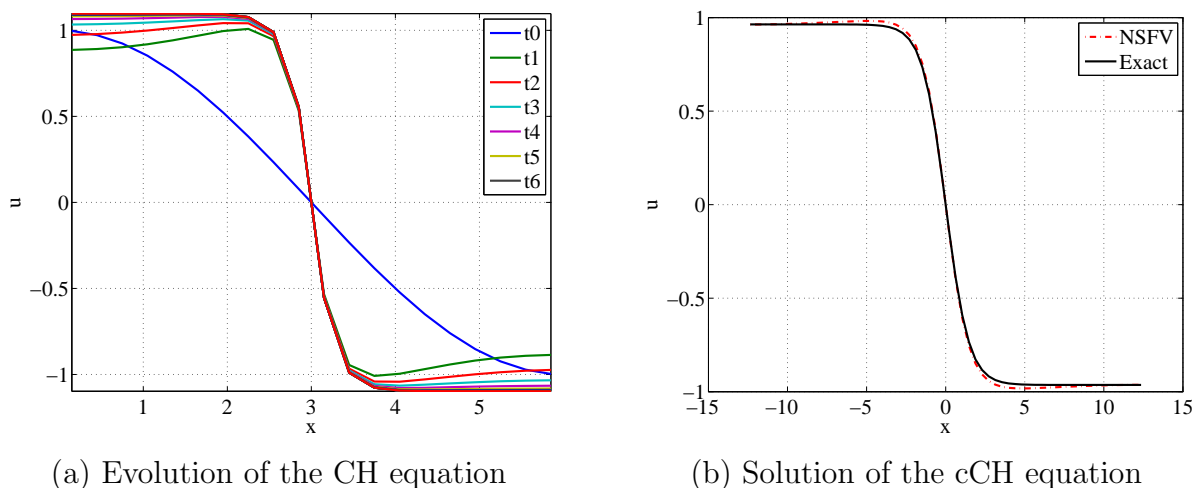 1
0.5
0
−0.5
−1
u
1
2
3
4
5
x
t0
t1
t2
t3
t4
t5
t6
(a) Evolution of the CH equation
1
0.5
0
−0.5
−1
u
−15
−10
−5
0
5
10
15
x
NSFV
Exact
(b) Solution of the cCH equation